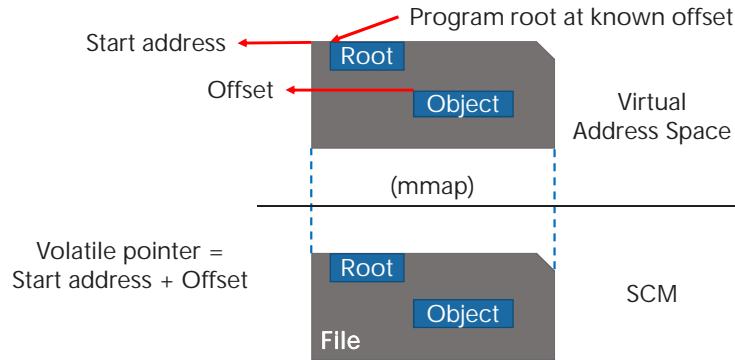 Program root at known offset
Start address
Root
Offset
Object
Virtual
Address Space
(mmap)
Volatile pointer =
Start address + Offset
Root
SCM
Object
File